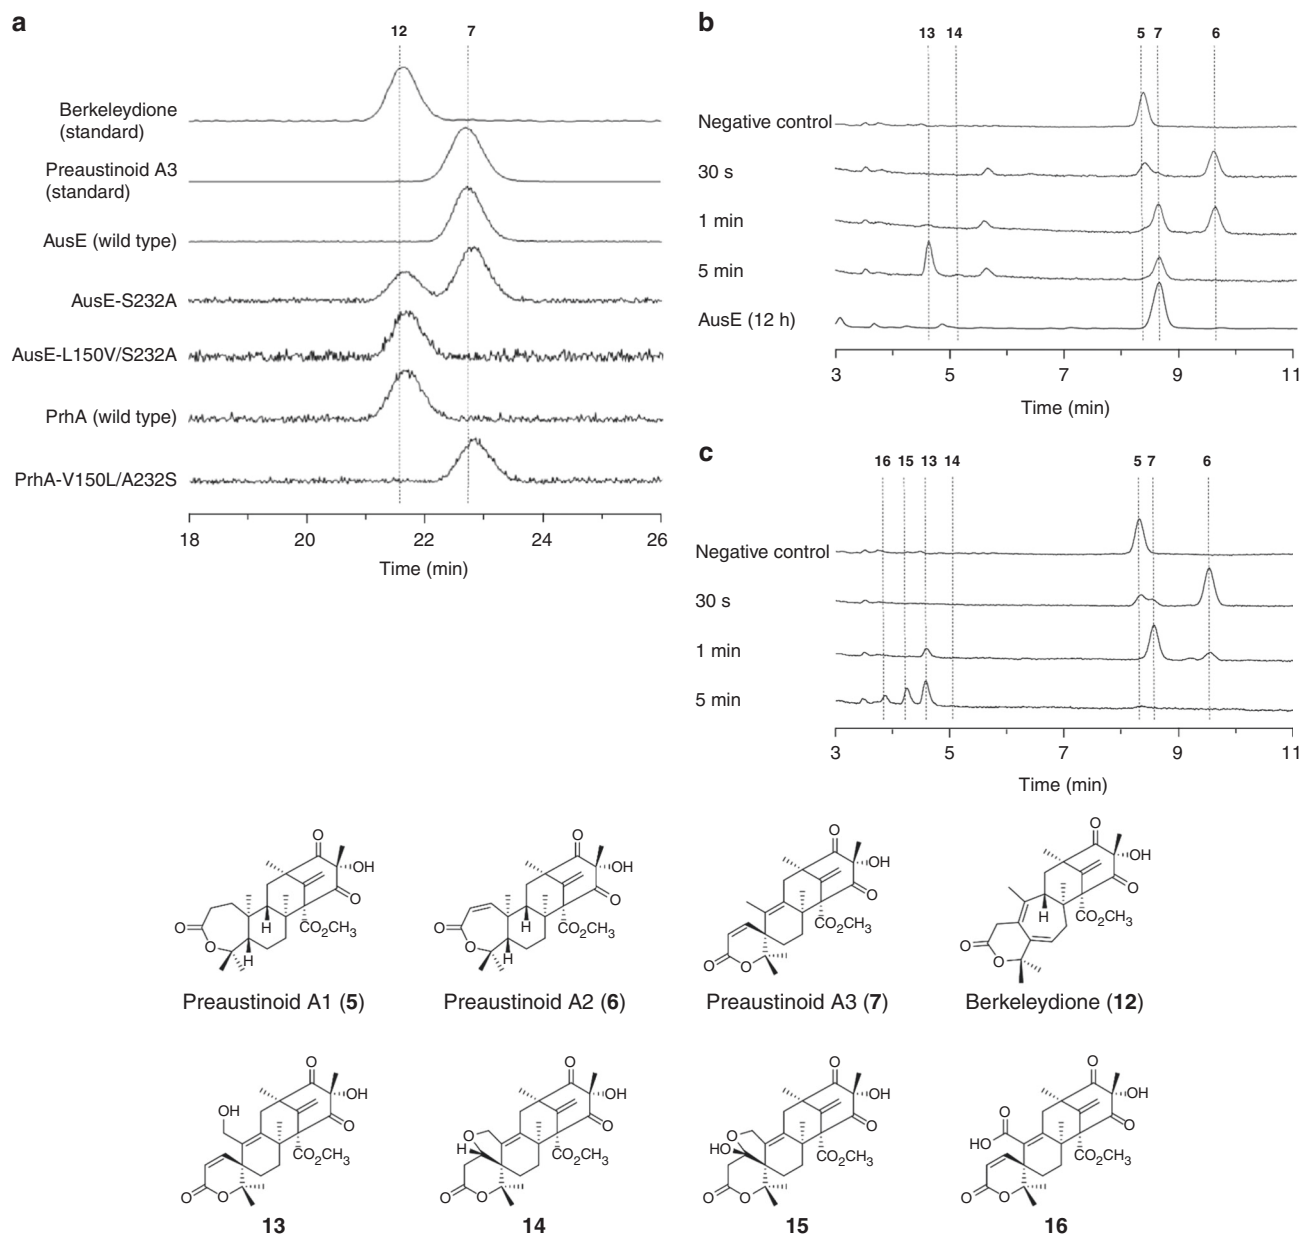 a
12 7
Berkeleydione
(standard)
Preaustinoid A3
(standard)
AusE (wild type)
AusE-S232A
AusE-L150V/S232A
PrhA (wild type)
PrhA-V150L/A232S
18 20 22 24 26
Time (min)
b
13 14 5 7 6
Negative control
30 s
1 min
5 min
AusE (12 h)
3 5 7 9 11
Time (min)
c
16 15 13 14 5 7 6
Negative control
30 s
1 min
5 min
3 5 7 9 11
Time (min)
O
OH
O
CO2CH3
H
H
O
O
Preaustinoid A1 (5)
O
OH
O
CO2CH3
H
H
O
O
Preaustinoid A2 (6)
O
OH
O
CO2CH3
O
O
Preaustinoid A3 (7)
O
OH
O
CO2CH3
H
O
O
Berkeleydione (12)
O
OH
OH
O
CO2CH3
O
O
13
O
OH
O
H
O
CO2CH3
O
O
14
O
OH
O
HO
O
CO2CH3
O
O
15
O
OH
O
HO
O
CO2CH3
O
O
16